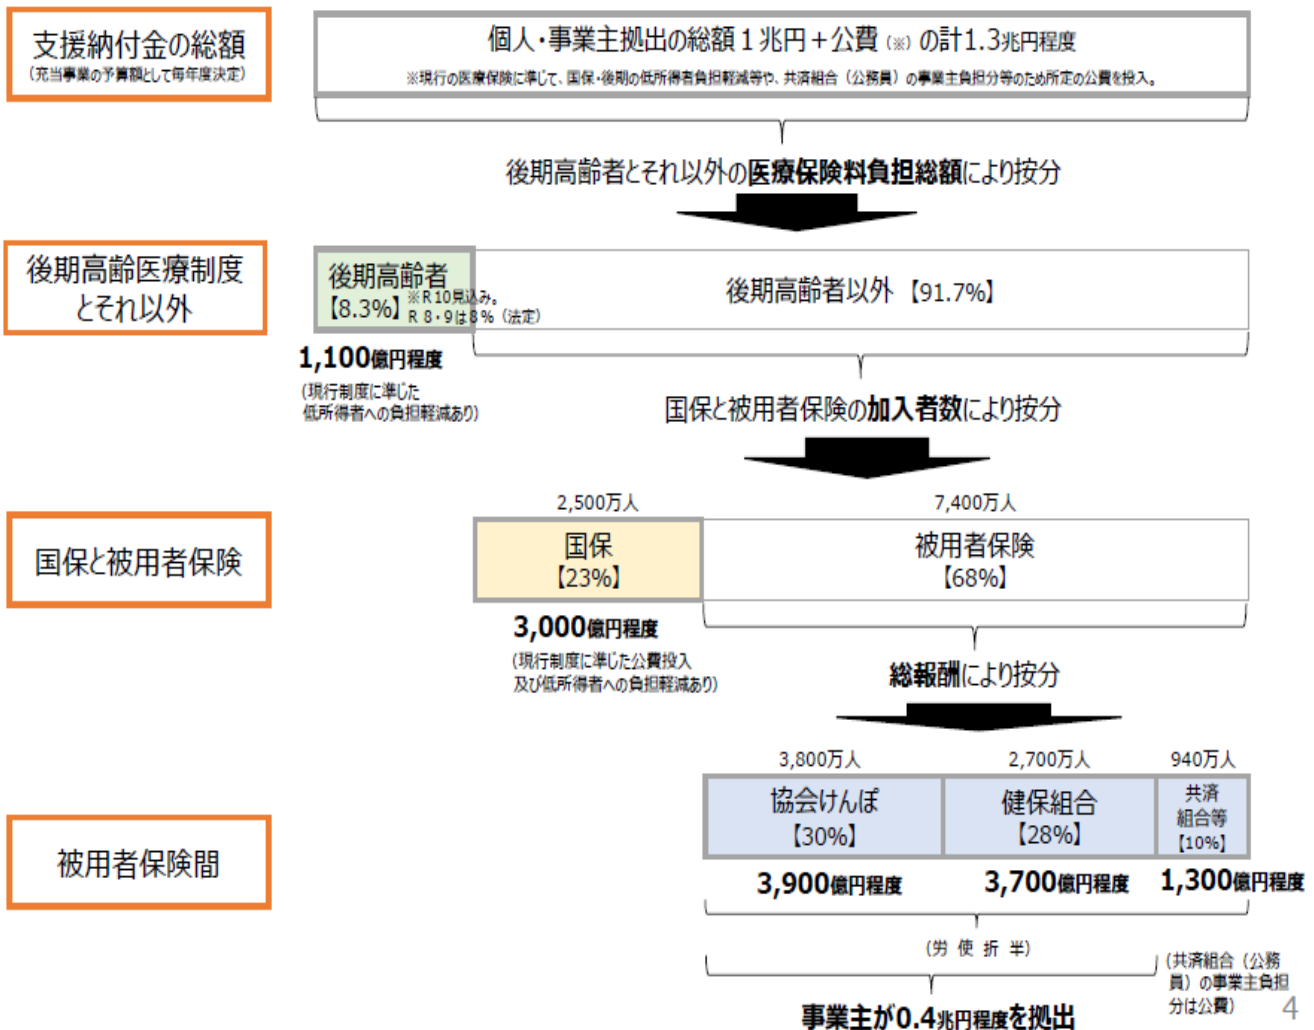 支援納付金の総額
(充当事業の予算額として毎年度決定)
個人・事業主拠出の総額1兆円+公費(※)の計1.3兆円程度
※現行の医療保険に準じて、国保・後期の低所得者負担軽減等や、共済組合(公務員)の事業主負担分等のため所定の公費を投入。
後期高齢者とそれ以外の医療保険料負担総額により按分
後期高齢医療制度
とそれ以外
後期高齢者
【8.3%】
※R10見込み。
R8・9は8%(法定)
後期高齢者以外 【91.7%】
1,100億円程度
(現行制度に準じた
低所得者への負担軽減あり)
国保と被用者保険の加入者数により按分
2,500万人
7,400万人
国保と被用者保険
国保
【23%】
被用者保険
【68%】
3,000億円程度
(現行制度に準じた公費投入
及び低所得者への負担軽減あり)
総報酬により按分
3,800万人
2,700万人
940万人
被用者保険間
協会けんぽ
【30%】
健保組合
【28%】
共済
組合等
【10%】
3,900億円程度
3,700億円程度
1,300億円程度
(労 使 折 半)
事業主が0.4兆円程度を拠出
(共済組合(公務
員)の事業主負担
分は公費)
4